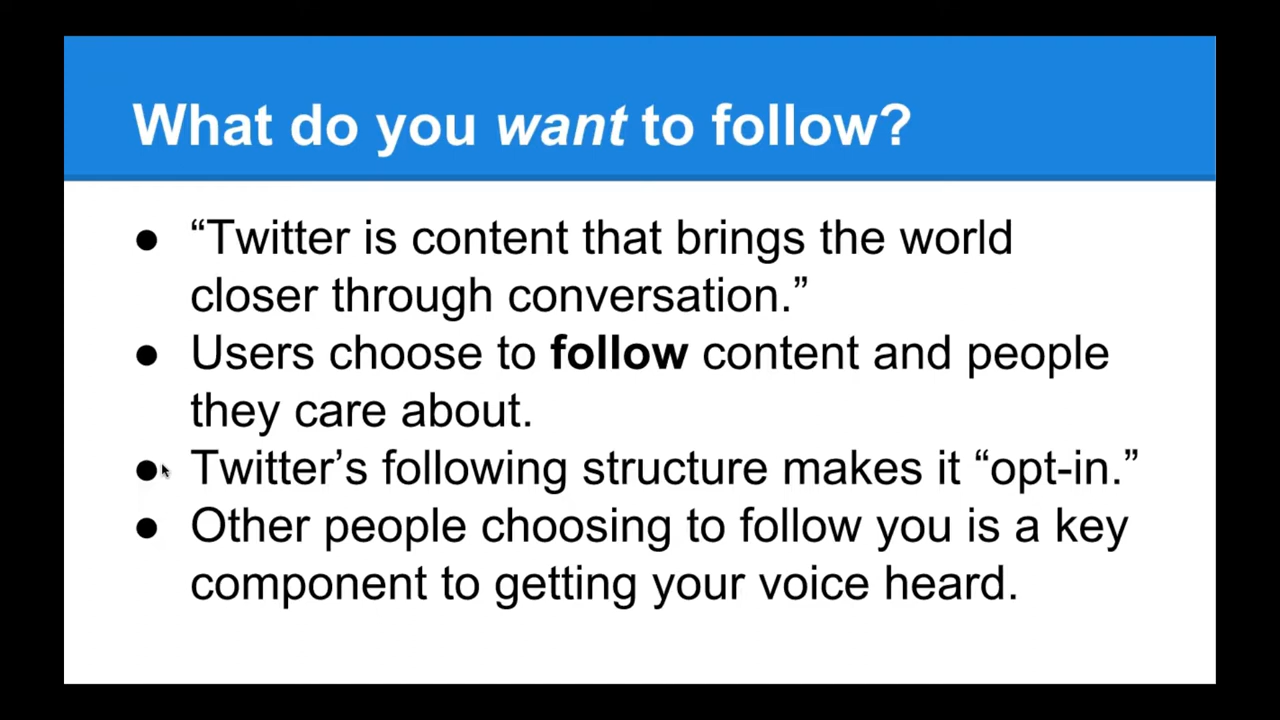 What do you want to follow?
● “Twitter is content that brings the world
closer through conversation.”
● Users choose to follow content and people
they care about.
● Twitter’s following structure makes it “opt-in.”
● Other people choosing to follow you is a key
component to getting your voice heard.